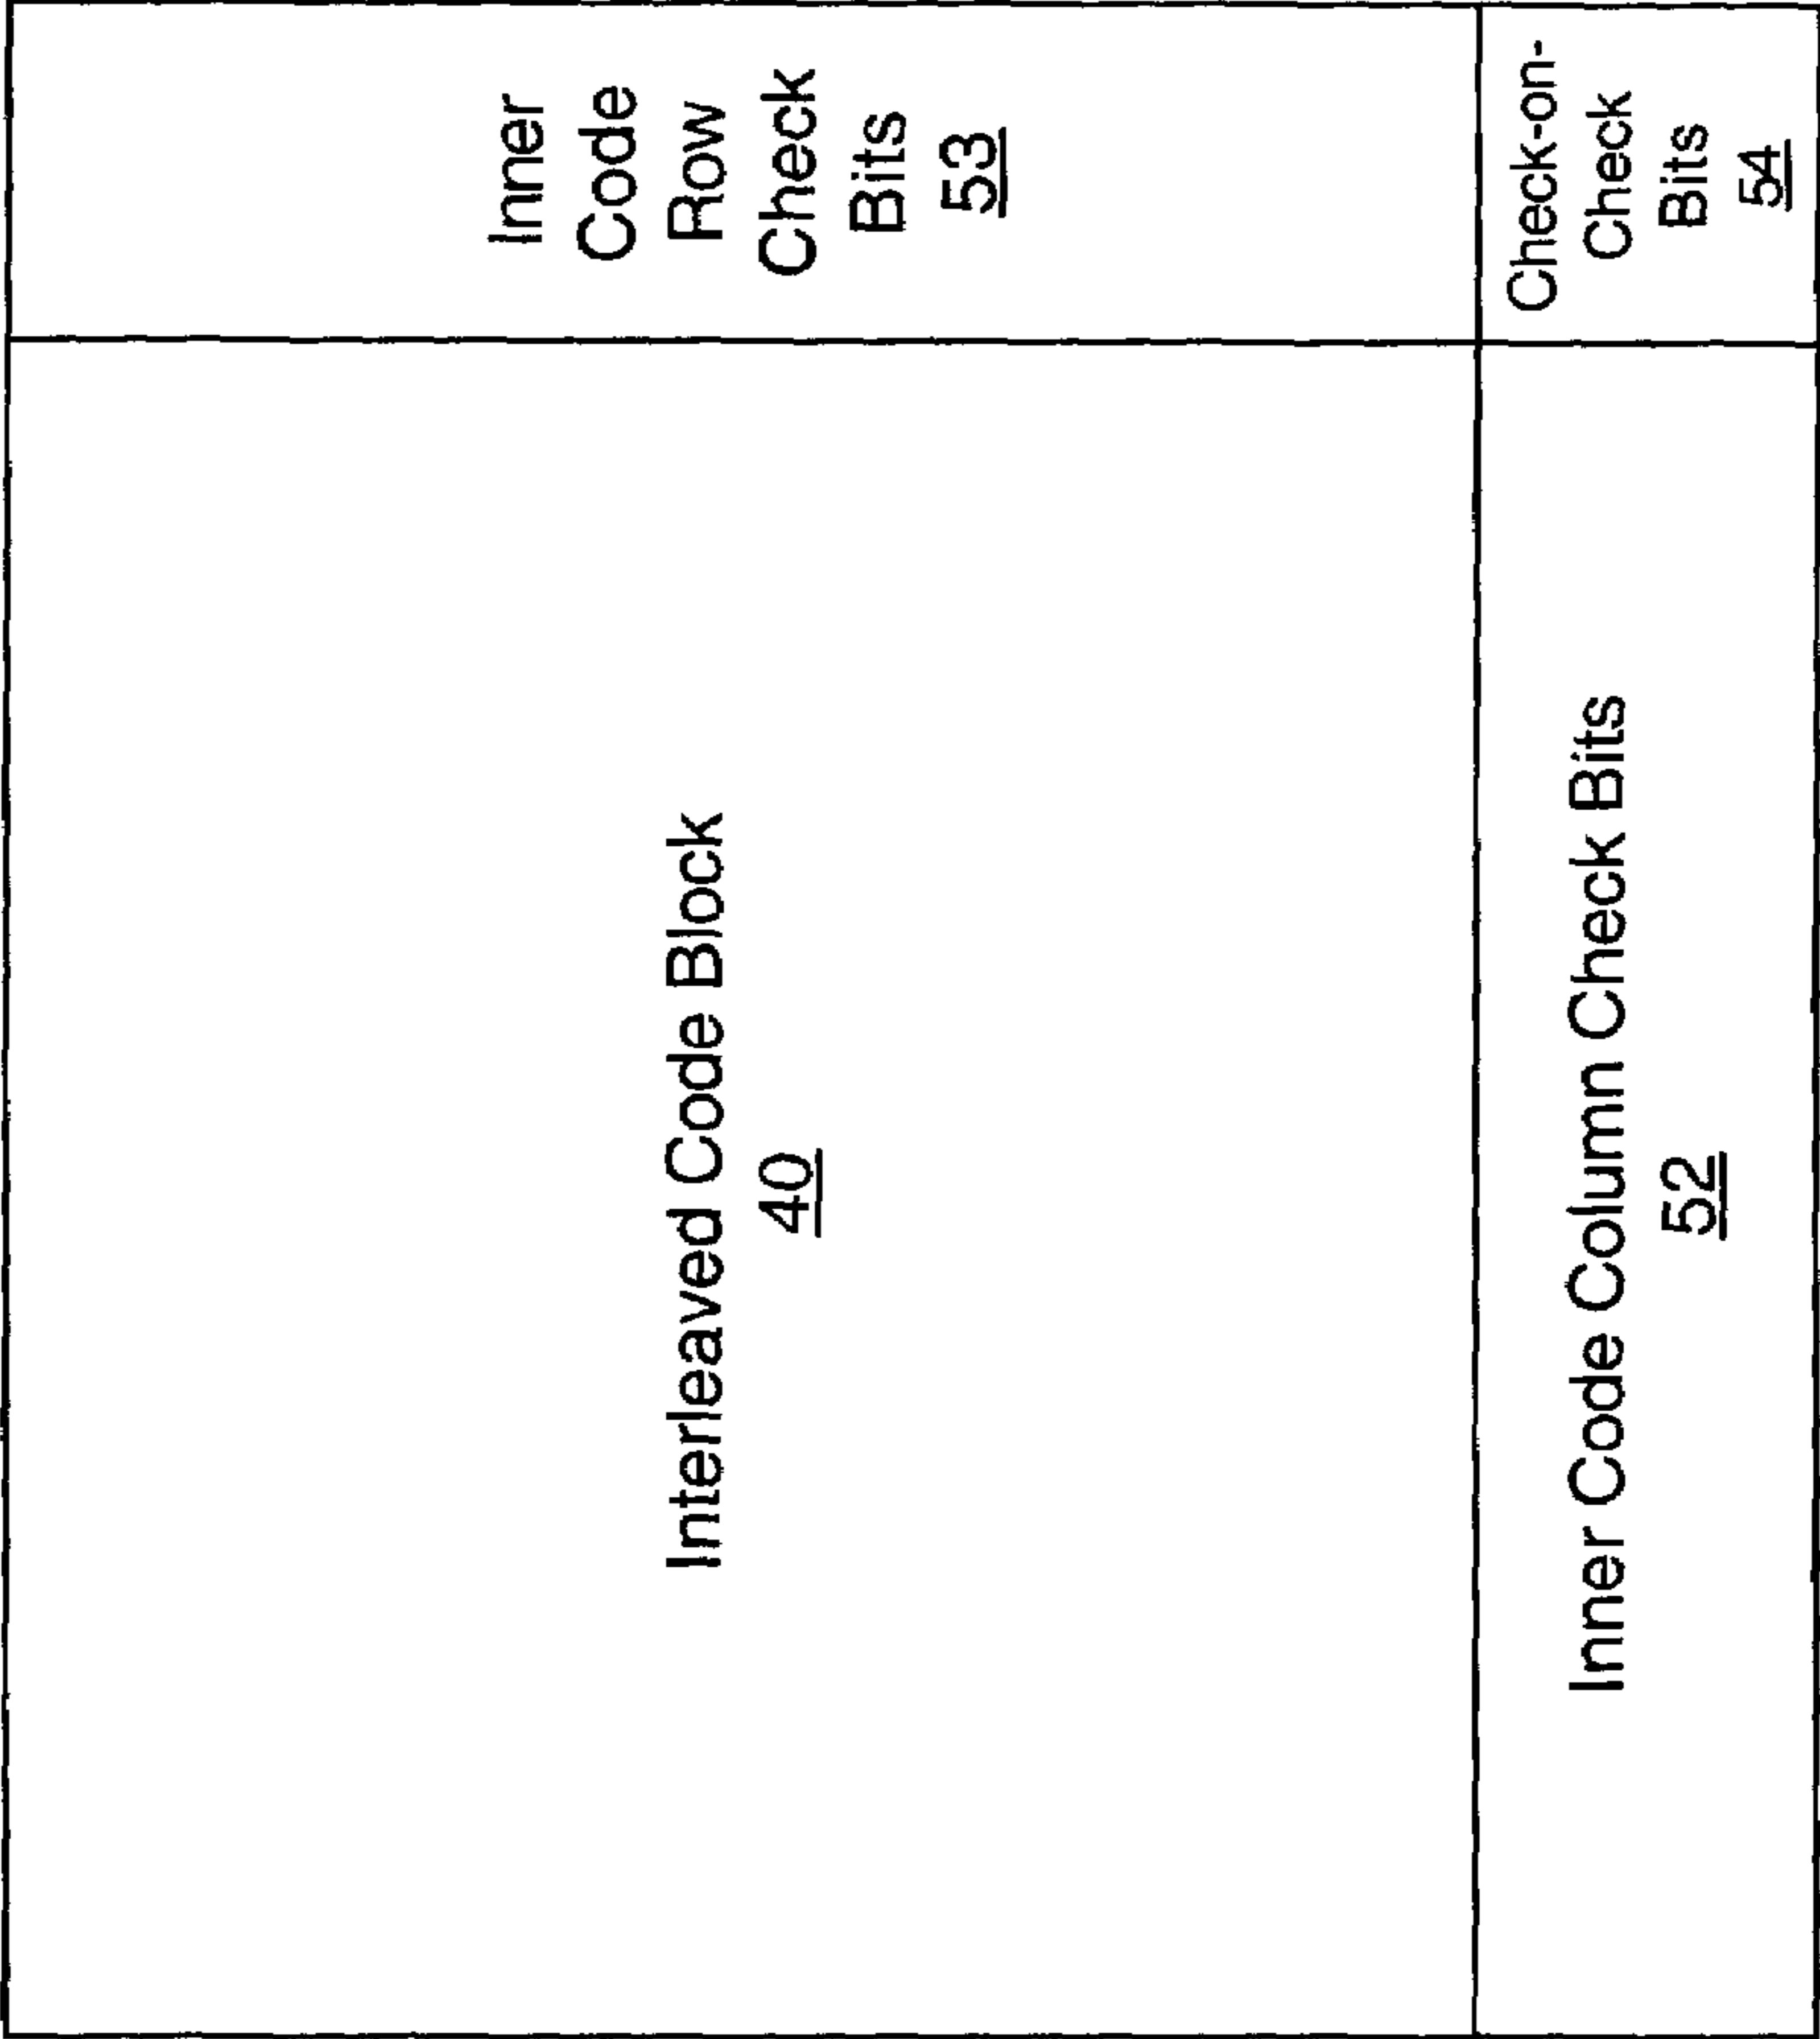 Interleaved Code Block
40
Inner
Code
Row
Check
Bits
53
Inner Code Column Check Bits
52
Check-on-
Check
Bits
54